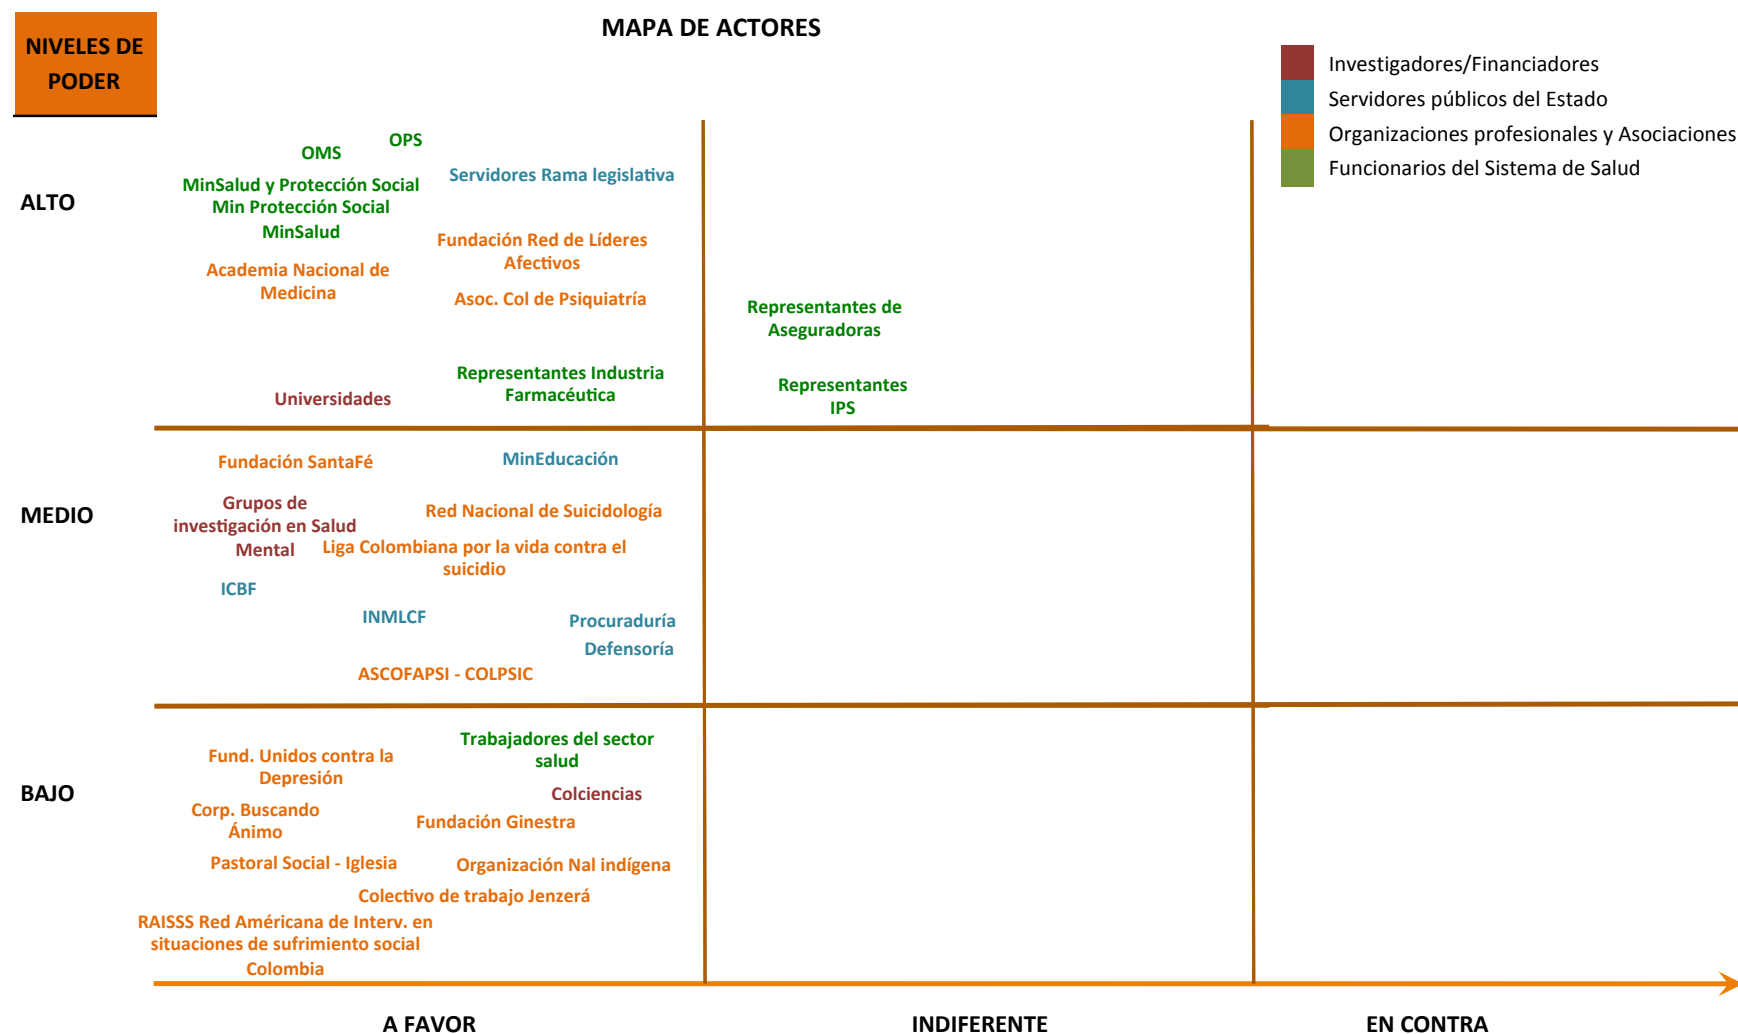 NIVELES DE
PODER
MAPA DE ACTORES
Investigadores/Financiadores
Servidores públicos del Estado
Organizaciones profesionales y Asociaciones
Funcionarios del Sistema de Salud
ALTO
OPS
OMS
MinSalud y Protección Social
Min Protección Social
MinSalud
Servidores Rama legislativa
Fundación Red de Líderes
Afectivos
Academia Nacional de
Medicina
Asoc. Col de Psiquiatría
Representantes de
Aseguradoras
Representantes Industria
Farmacéutica
Universidades
Representantes
IPS
MEDIO
Fundación SantaFé
MinEducación
Grupos de
investigación en Salud
Mental
Red Nacional de Suicidología
Liga Colombiana por la vida contra el
suicidio
ICBF
INMLCF
Procuraduría
Defensoría
ASCOFAPSI - COLPSIC
BAJO
Trabajadores del sector
salud
Fund. Unidos contra la
Depresión
Colciencias
Corp. Buscando
Ánimo
Fundación Ginestra
Pastoral Social - Iglesia
Organización Nal indígena
Colectivo de trabajo Jenzerá
RAISSS Red Américana de Interv. en
situaciones de sufrimiento social
Colombia
A FAVOR
INDIFERENTE
EN CONTRA